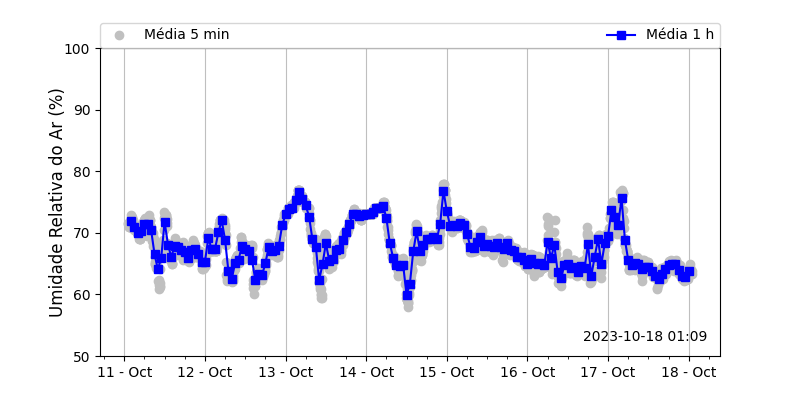 Média 5 min
Média 1 h
100
90
80
70
60
50
Umidade Relativa do Ar (%)
2023-10-18 01:09
11 - Oct
12 - Oct
13 - Oct
14 - Oct
15 - Oct
16 - Oct
17 - Oct
18 - Oct